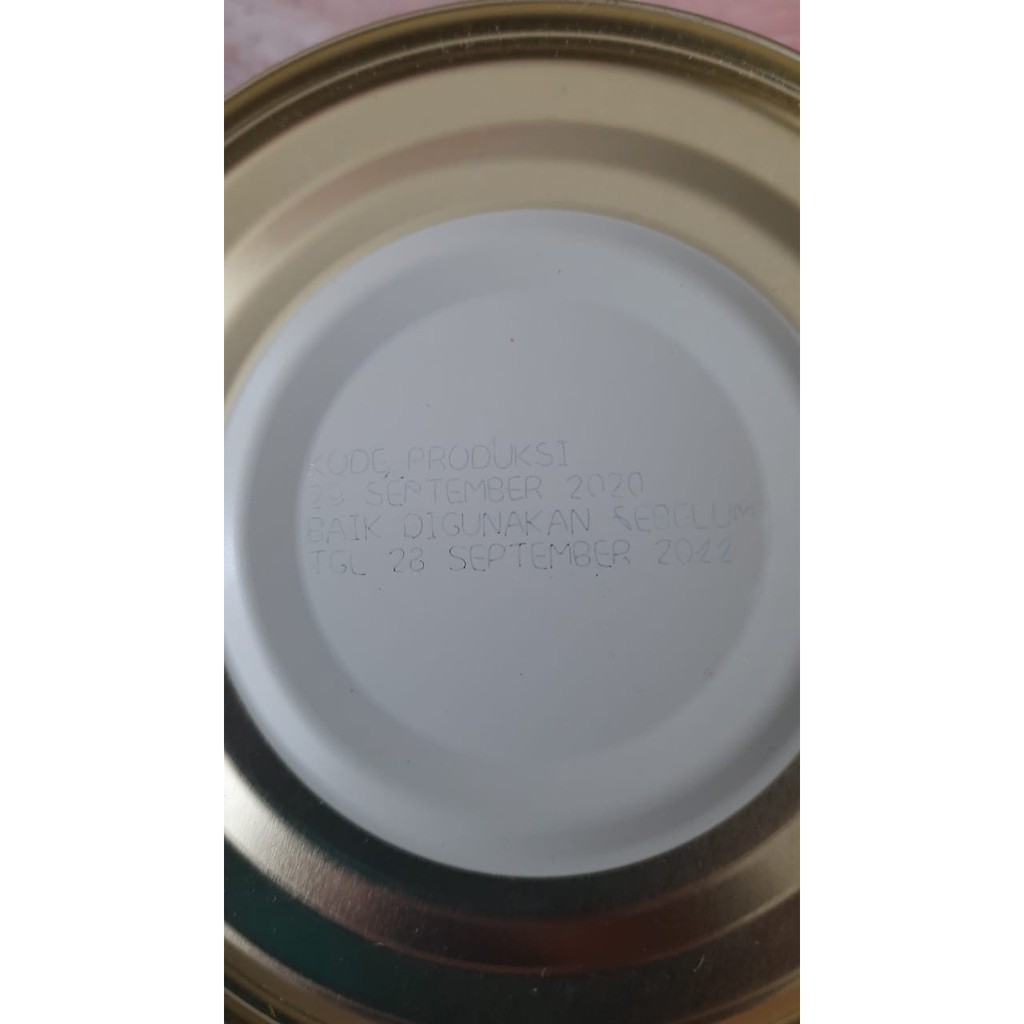 KODE PRODUKSI
28 SEPTEMBER 2020
BAIK DIGUNAKAN SEBELUM
TGL 28 SEPTEMBER 2022